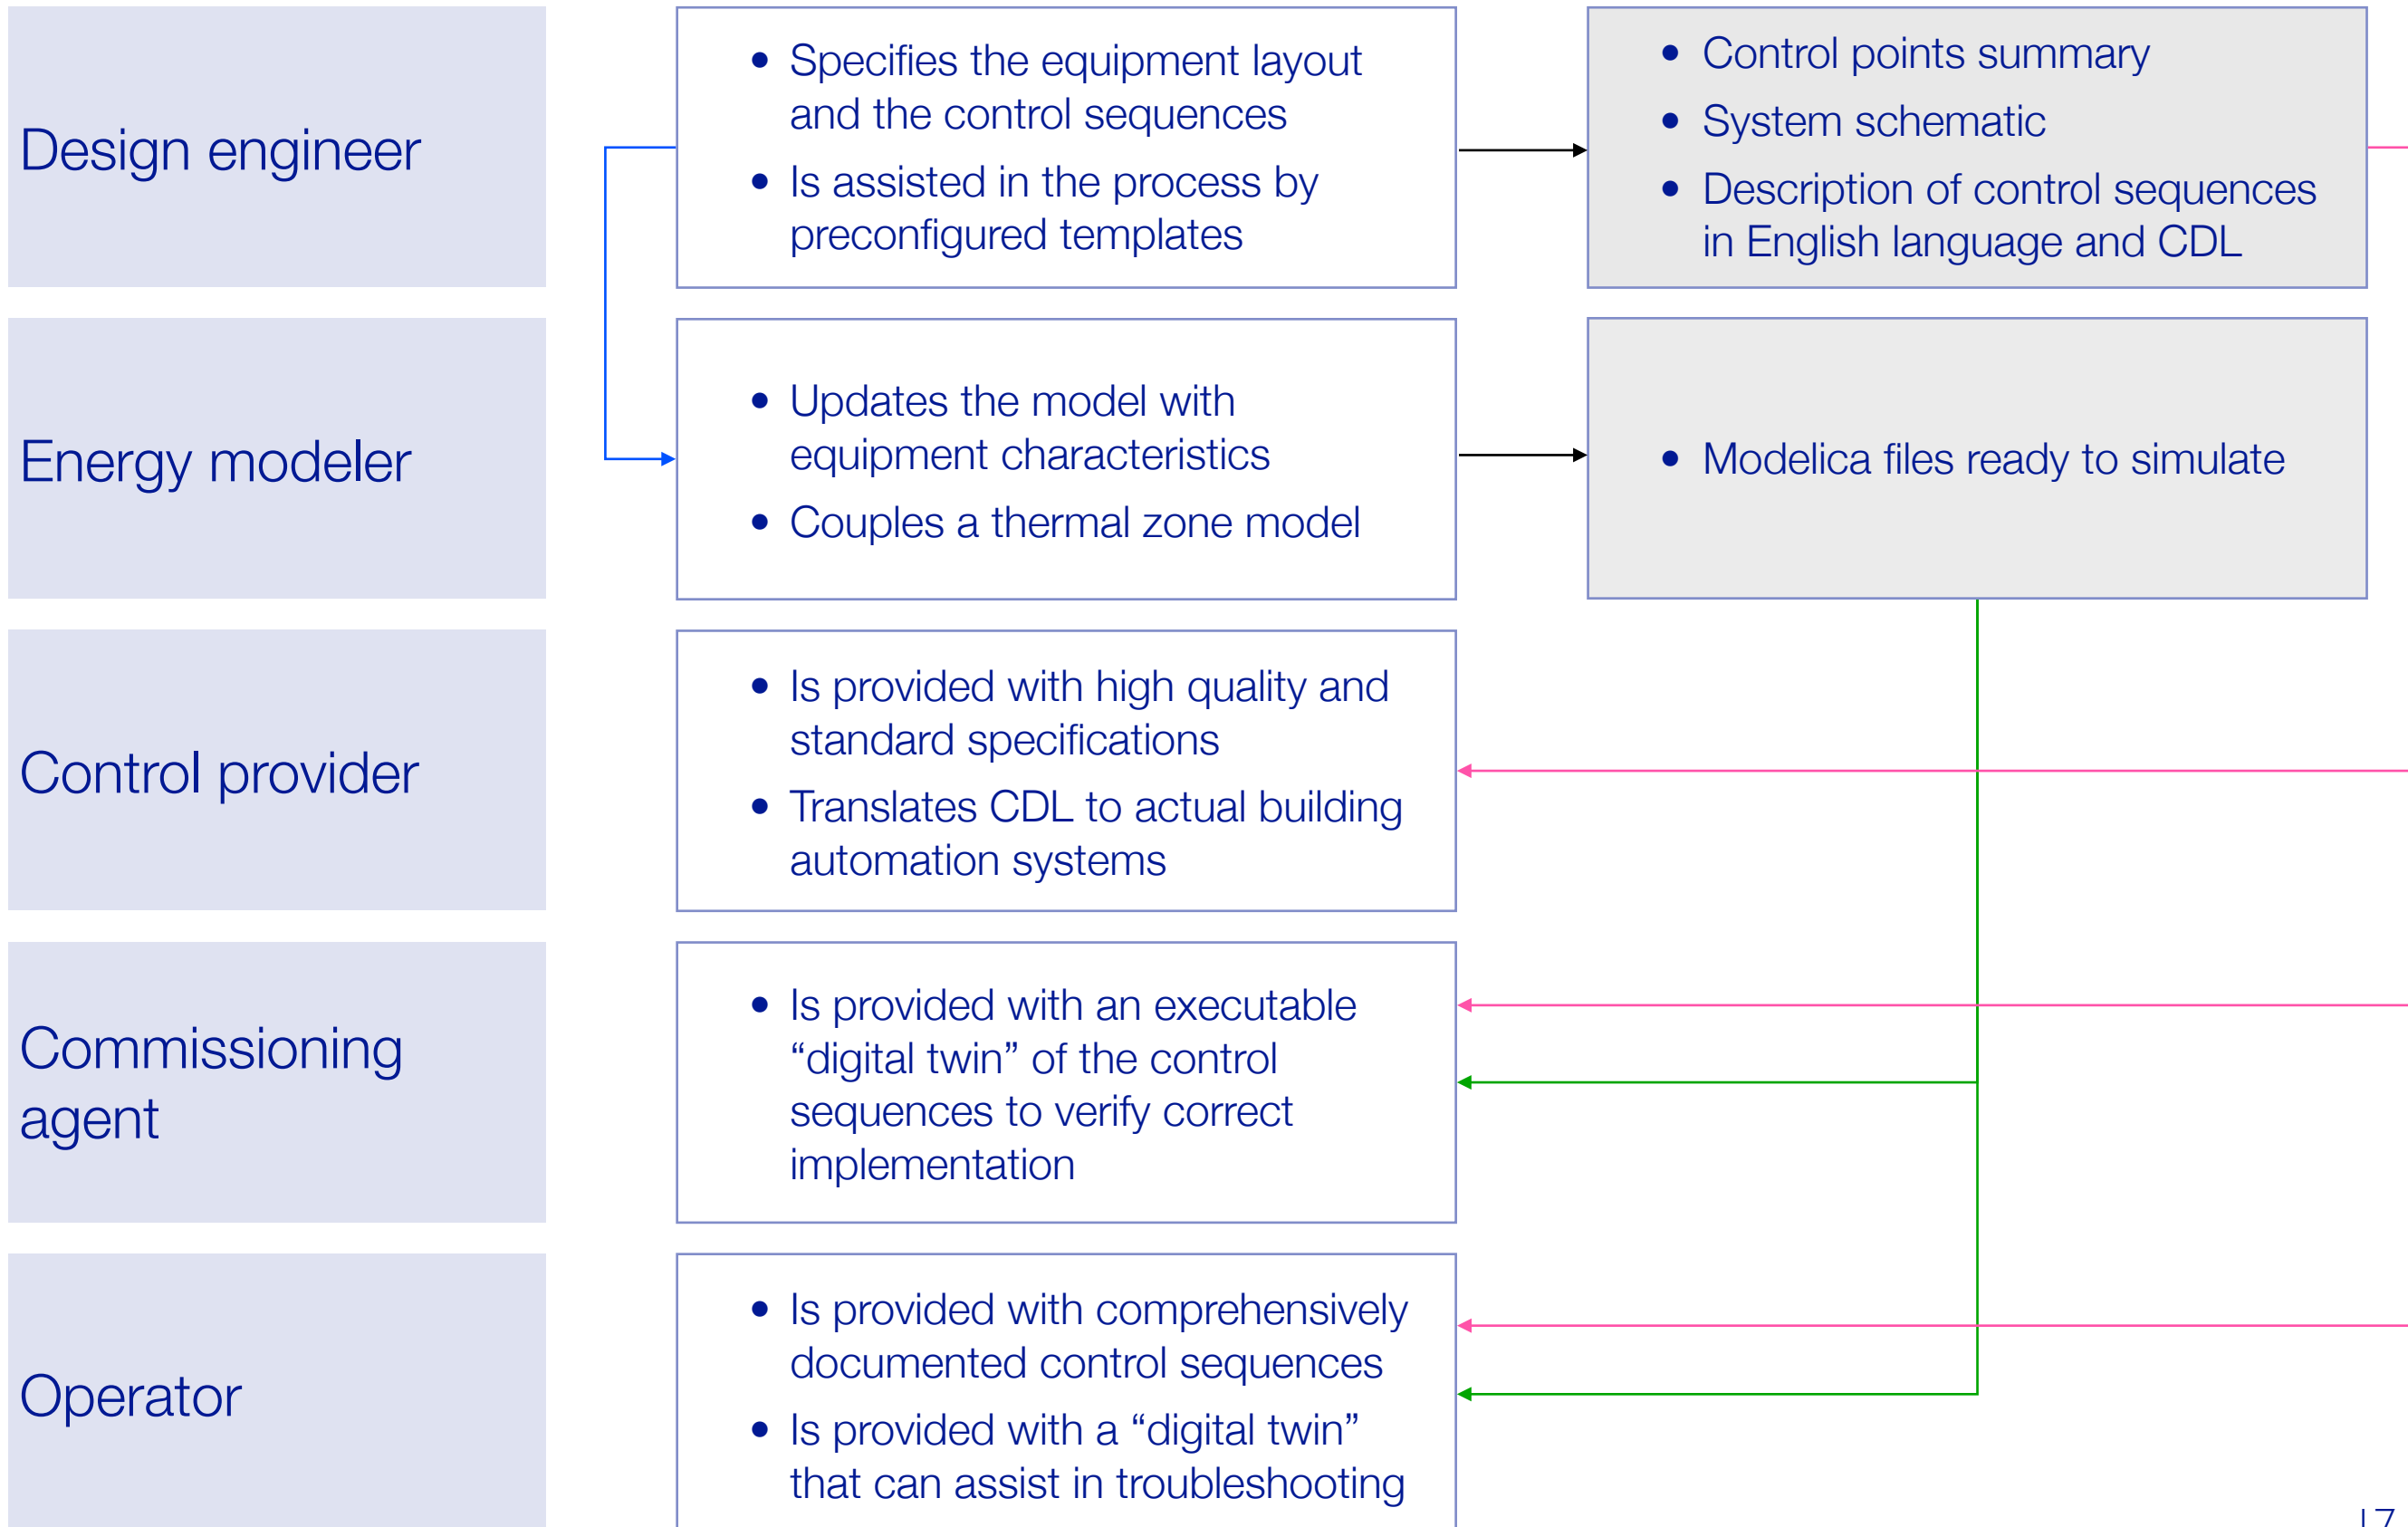 Design engineer
• Specifies the equipment layout
and the control sequences
• Is assisted in the process by
preconfigured templates
• Control points summary
• System schematic
• Description of control sequences
in English language and CDL
Energy modeler
• Updates the model with
equipment characteristics
• Couples a thermal zone model
• Modelica files ready to simulate
Control provider
• Is provided with high quality and
standard specifications
• Translates CDL to actual building
automation systems
Commissioning
agent
• Is provided with an executable
“digital twin” of the control
sequences to verify correct
implementation
Operator
• Is provided with comprehensively
documented control sequences
• Is provided with a “digital twin”
that can assist in troubleshooting
17